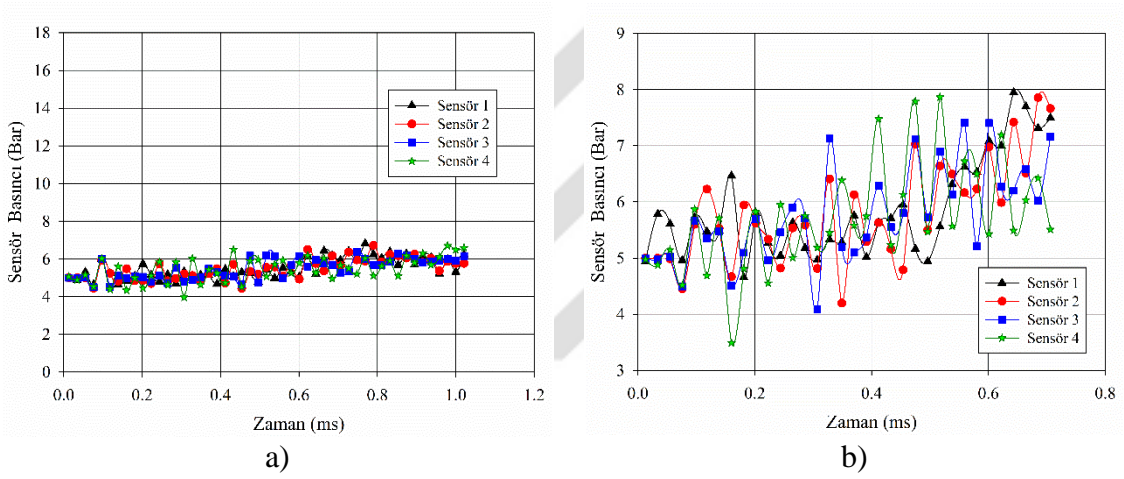 18
16
14
12
10
8
6
4
2
0
Sensör Basıncı (Bar)
Sensör 1
Sensör 2
Sensör 3
Sensör 4
0.0 0.2 0.4 0.6 0.8 1.0 1.2
Zaman (ms)
a)
9
8
7
6
5
4
3
Sensör Basıncı (Bar)
Sensör 1
Sensör 2
Sensör 3
Sensör 4
0.0 0.2 0.4 0.6 0.8
Zaman (ms)
b)